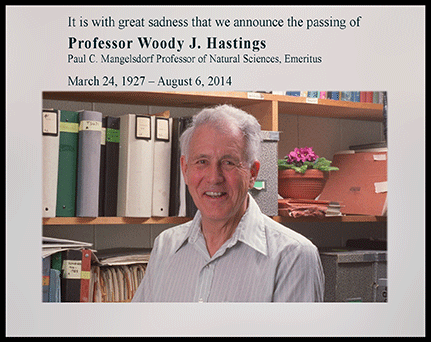 It is with great sadness that we announce the passing of
Professor Woody J. Hastings
Paul C. Mangelsdorf Professor of Natural Sciences, Emeritus
March 24, 1927 – August 6, 2014